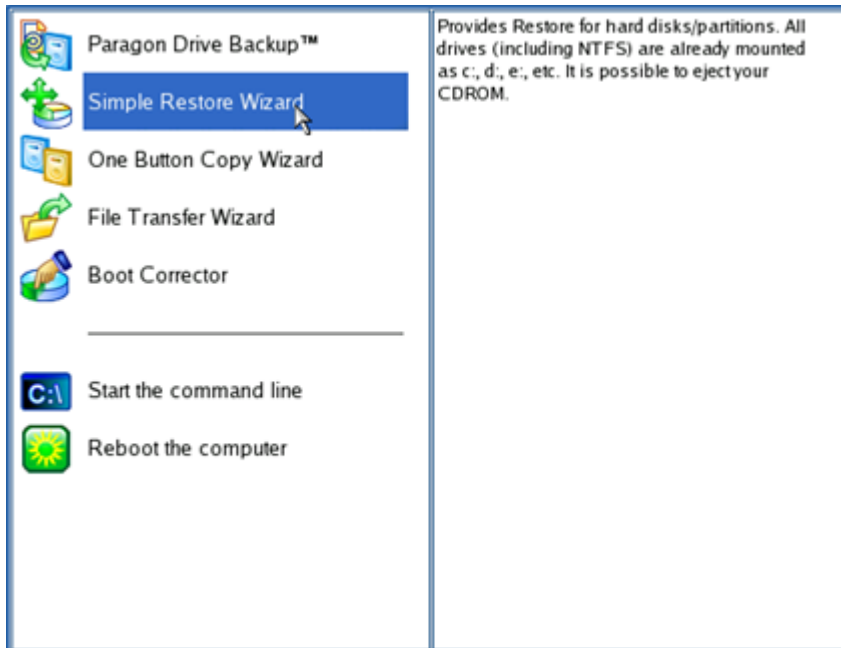 Paragon Drive Backup™
Simple Restore Wizard
One Button Copy Wizard
File Transfer Wizard
Boot Corrector
C:\
Start the command line
Reboot the computer
Provides Restore for hard disks/partitions. All
drives (including NTFS) are already mounted
as c:, d:, e:, etc. It is possible to eject your
CDROM.